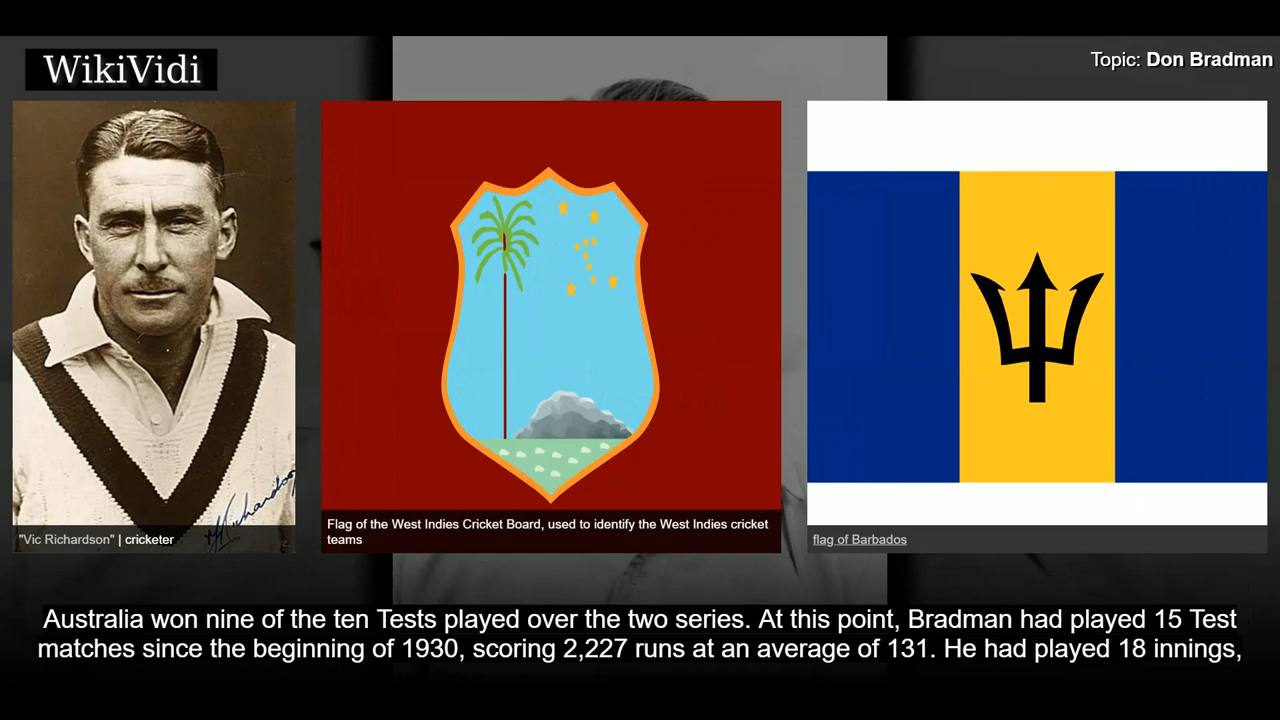 WikiVidi
Topic: Don Bradman
"Vic Richardson" | cricketer
Flag of the West Indies Cricket Board, used to identify the West Indies cricket
teams
flag of Barbados
Australia won nine of the ten Tests played over the two series. At this point, Bradman had played 15 Test
matches since the beginning of 1930, scoring 2,227 runs at an average of 131. He had played 18 innings,